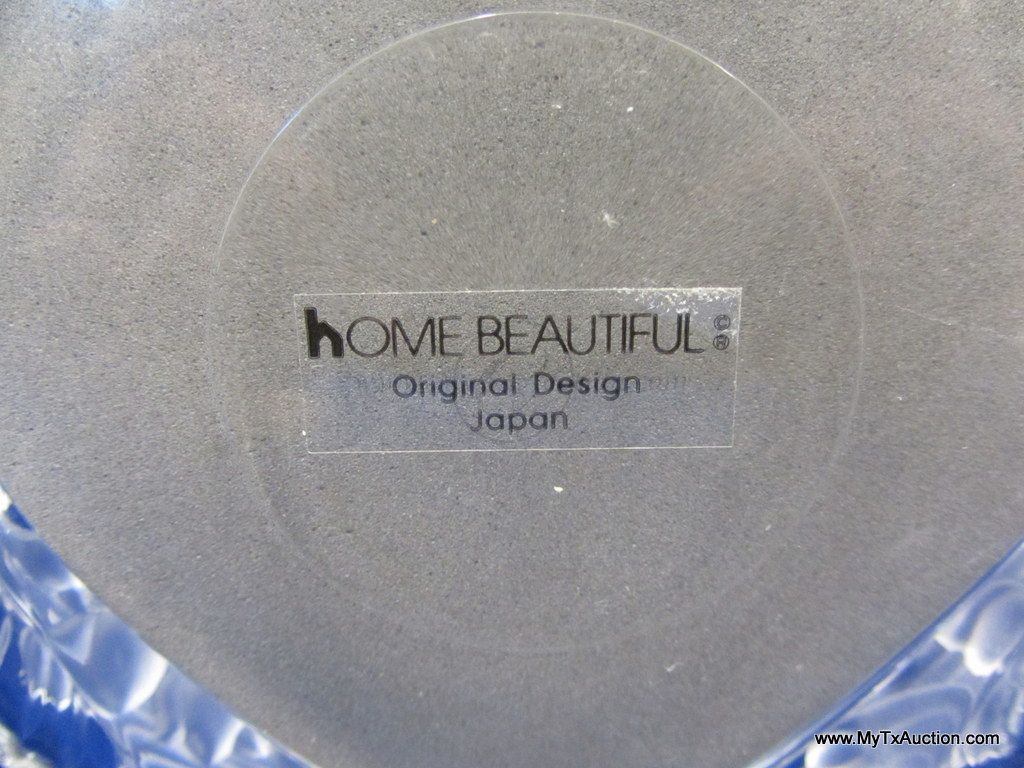 hOME BEAUTIFUL © ®
Original Design
Japan
www.MyTxAuction.com